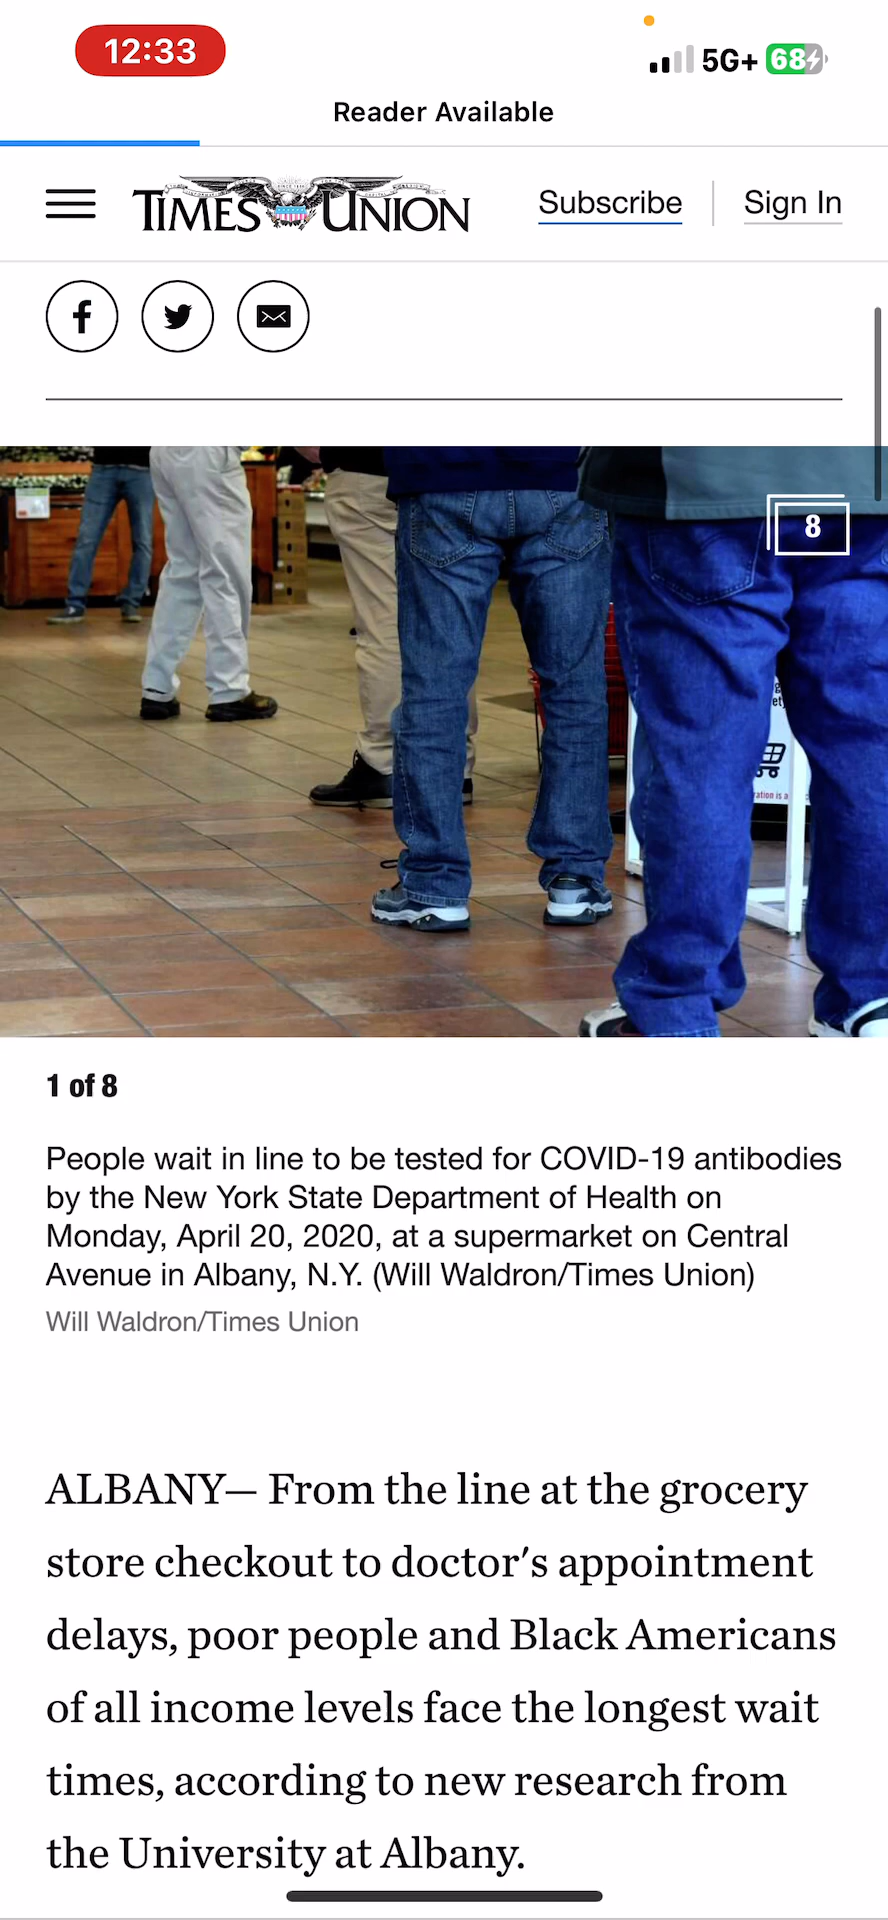 12:33
5G+ 68
Reader Available
TIMES UNION
Subscribe
Sign In
8
1 of 8
People wait in line to be tested for COVID-19 antibodies
by the New York State Department of Health on
Monday, April 20, 2020, at a supermarket on Central
Avenue in Albany, N.Y. (Will Waldron/Times Union)
Will Waldron/Times Union
ALBANY— From the line at the grocery
store checkout to doctor's appointment
delays, poor people and Black Americans
of all income levels face the longest wait
times, according to new research from
the University at Albany.